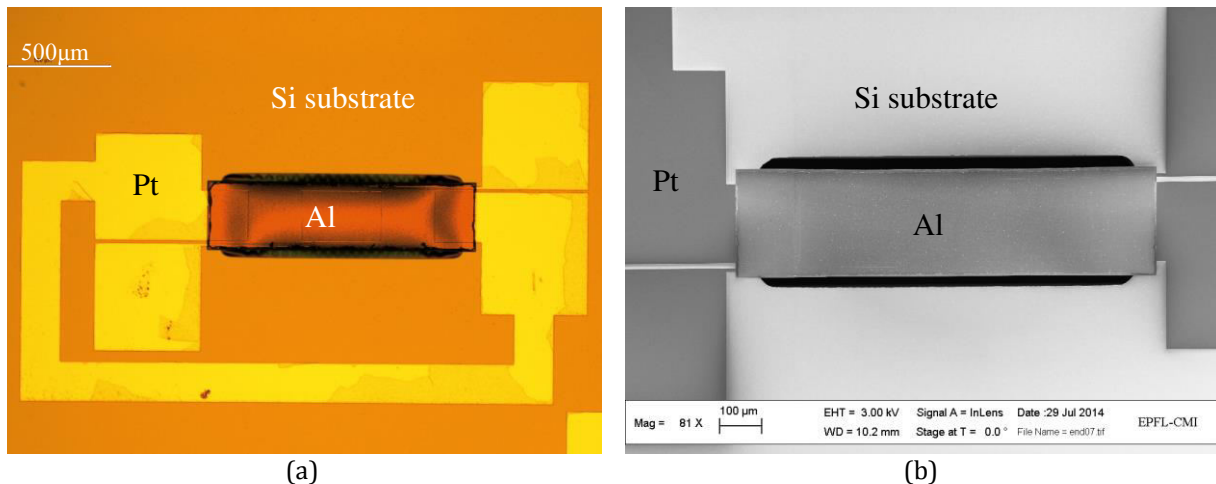 500μm
Si substrate
Pt
Al
(a)
Si substrate
Pt
Al
Mag = 81 X
100 μm
EHT = 3.00 kV
Signal A = InLens
Date :29 Jul 2014
WD = 10.2 mm
Stage at T = 0.0 °
File Name = end07.tif
EPFL-CMI
(b)